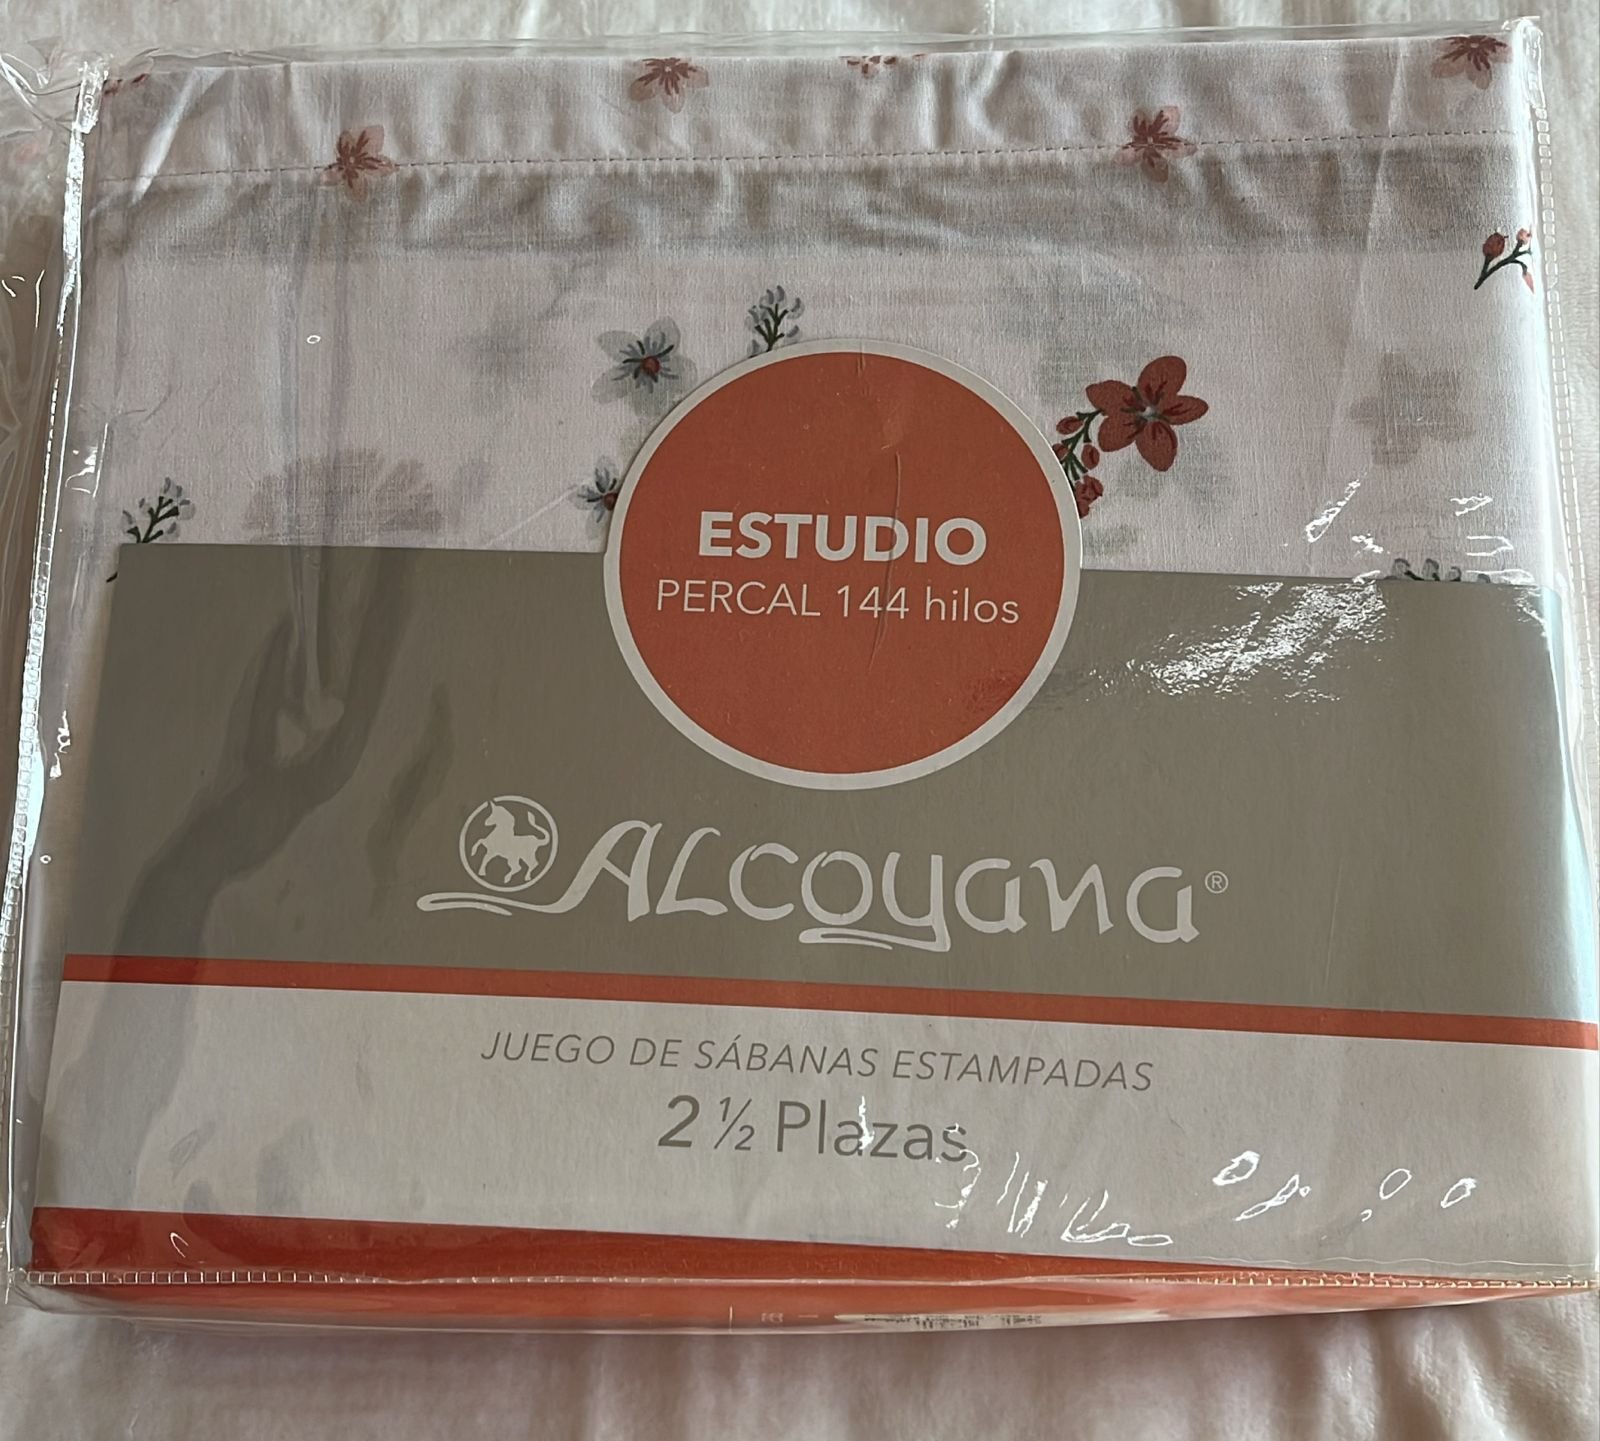 ESTUDIO
PERCAL 144 hilos
ALCOYANA®
JUEGO DE SÁBANAS ESTAMPADAS
2 ½ Plazas